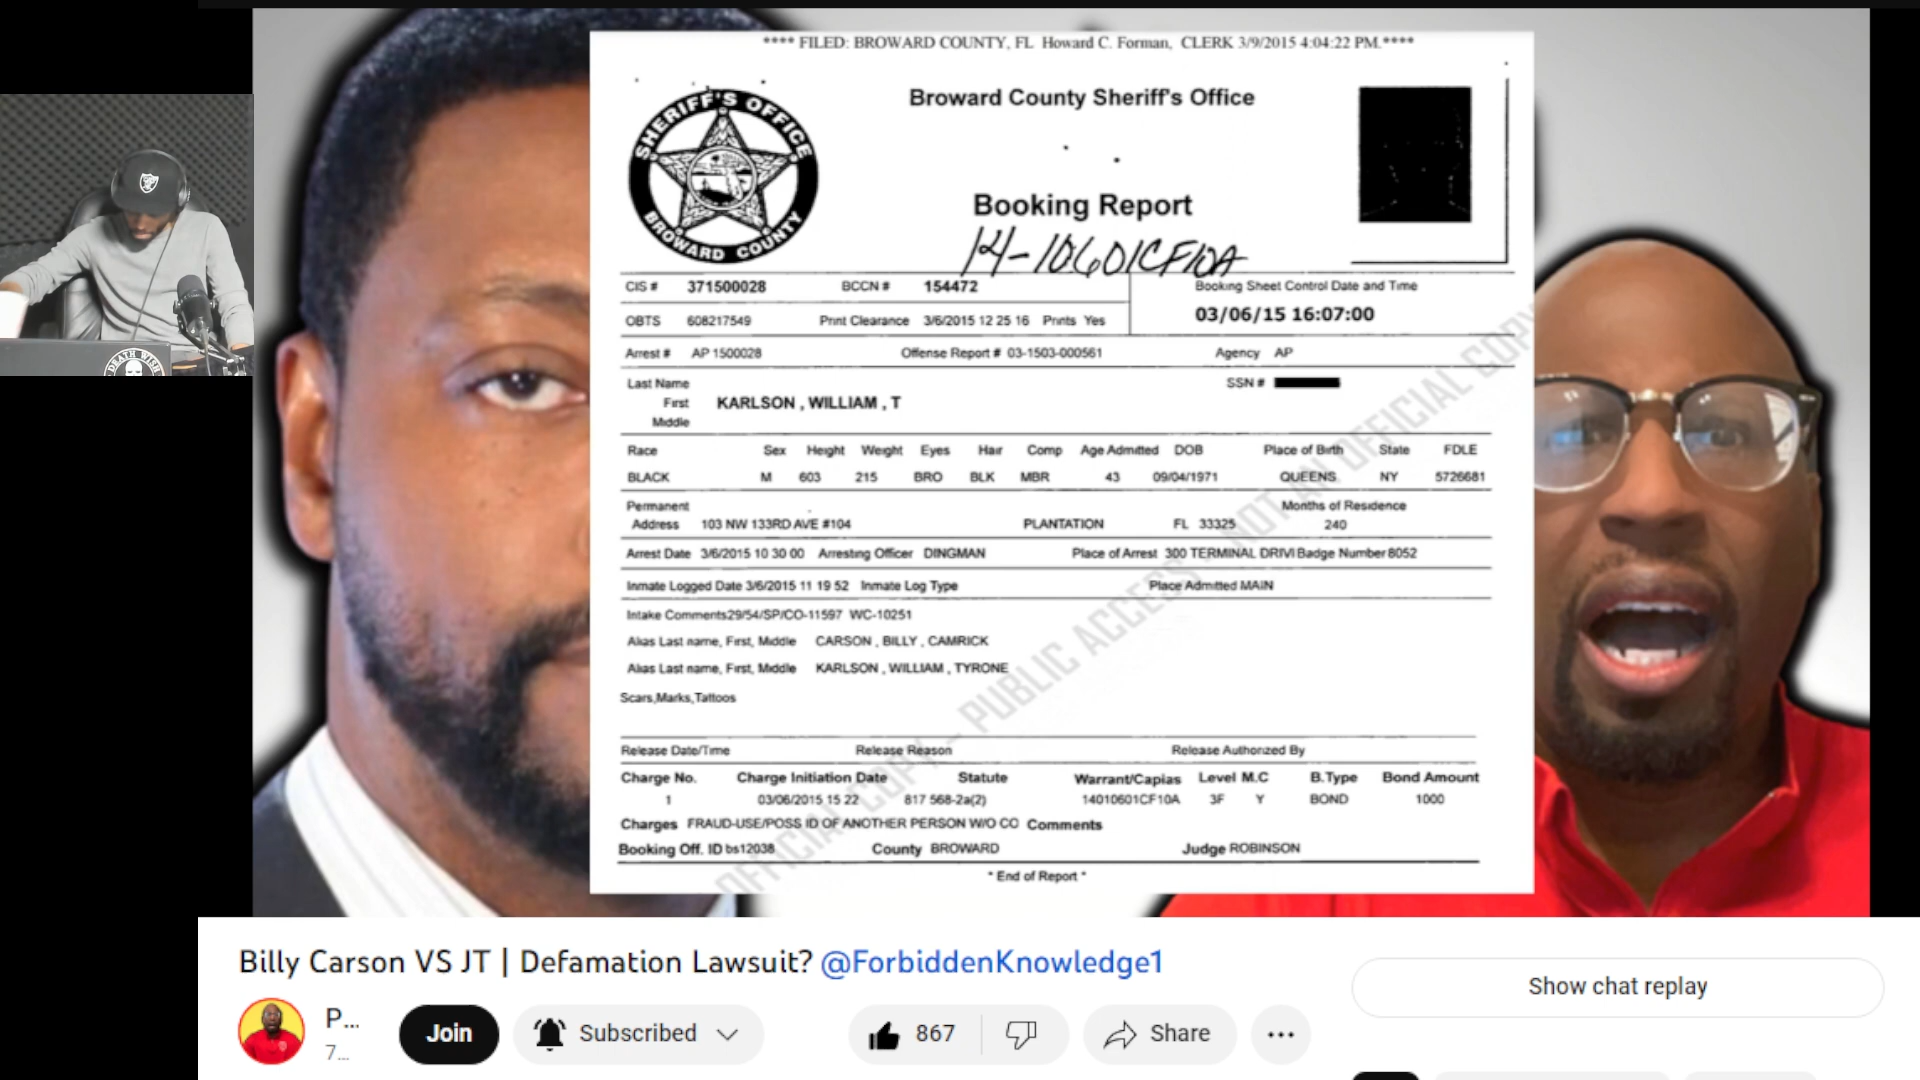 **** FILED: BROWARD COUNTY, FL Howard C. Forman, CLERK 3/9/2015 4:04:22 PM.****
SHERIFF'S OFFICE
BROWARD COUNTY
Broward County Sheriff's Office
Booking Report
14-10601CF10A
CIS # 371500028 BCCN # 154472 Booking Sheet Control Date and Time
03/06/15 16:07:00
OBTS 608217549 Print Clearance 3/6/2015 12 25 16 Prints Yes
Arrest # AP 1500028 Offense Report # 03-1503-000561 Agency AP
Last Name SSN #
First KARLSON , WILLIAM , T
Middle
Race Sex Height Weight Eyes Hair Comp Age Admitted DOB Place of Birth State FDLE
BLACK M 603 215 BRO BLK MBR 43 09/04/1971 QUEENS NY 5726681
Permanent Months of Residence
Address 103 NW 133RD AVE #104 PLANTATION FL 33325 240
Arrest Date 3/6/2015 10 30 00 Arresting Officer DINGMAN Place of Arrest 300 TERMINAL DRIVI Badge Number 8052
Inmate Logged Date 3/6/2015 11 19 52 Inmate Log Type Place Admitted MAIN
Intake Comments29/54/SP/CO-11597 WC-10251
Alias Last name, First, Middle CARSON , BILLY , CAMRICK
Alias Last name, First, Middle KARLSON , WILLIAM , TYRONE
Scars,Marks,Tattoos
Release Date/Time Release Reason Release Authorized By
Charge No. Charge Initiation Date Statute Warrant/Capias Level M.C B.Type Bond Amount
1 03/06/2015 15 22 817 568-2a(2) 14010601CF10A 3F Y BOND 1000
Charges FRAUD-USE/POSS ID OF ANOTHER PERSON W/O CO Comments
Booking Off. ID bs12038 County BROWARD Judge ROBINSON
* End of Report *
OFFICIAL COPY - PUBLIC ACCESS NOT AN OFFICIAL COPY
DEATH WISH
Billy Carson VS JT | Defamation Lawsuit? @ForbiddenKnowledge1
Show chat replay
P...
7...
Join
Subscribed
867
Share